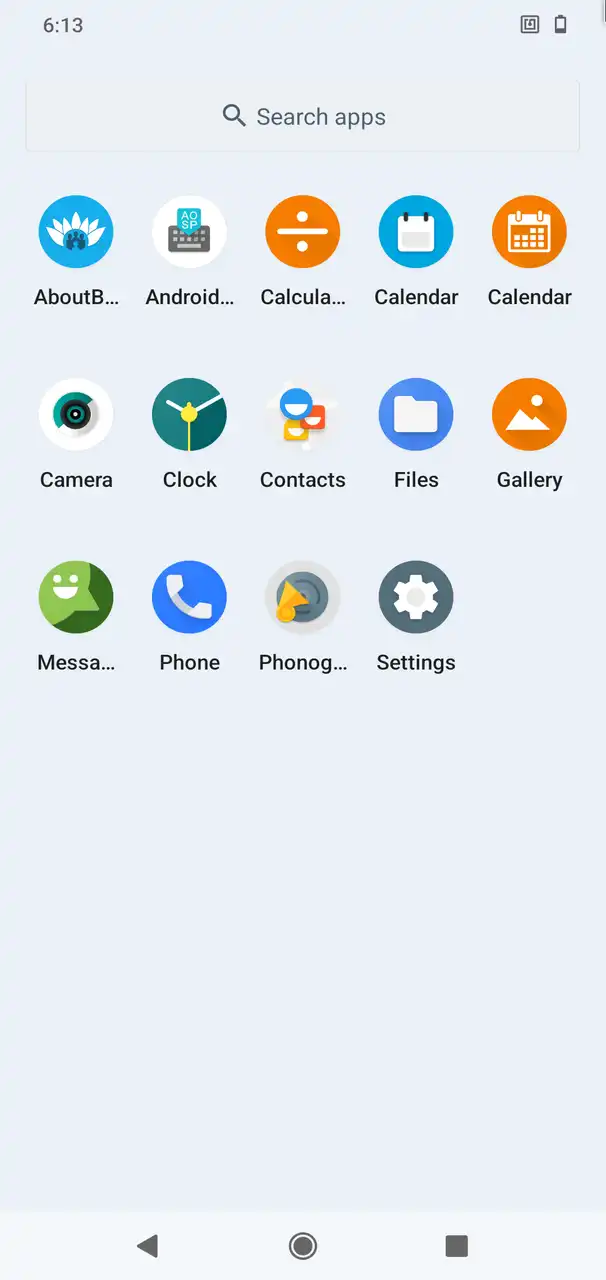 6:13
Search apps
AboutB...
Android...
Calcula...
Calendar
Calendar
AO
SP
Camera
Clock
Contacts
Files
Gallery
Messa...
Phone
Phonog...
Settings